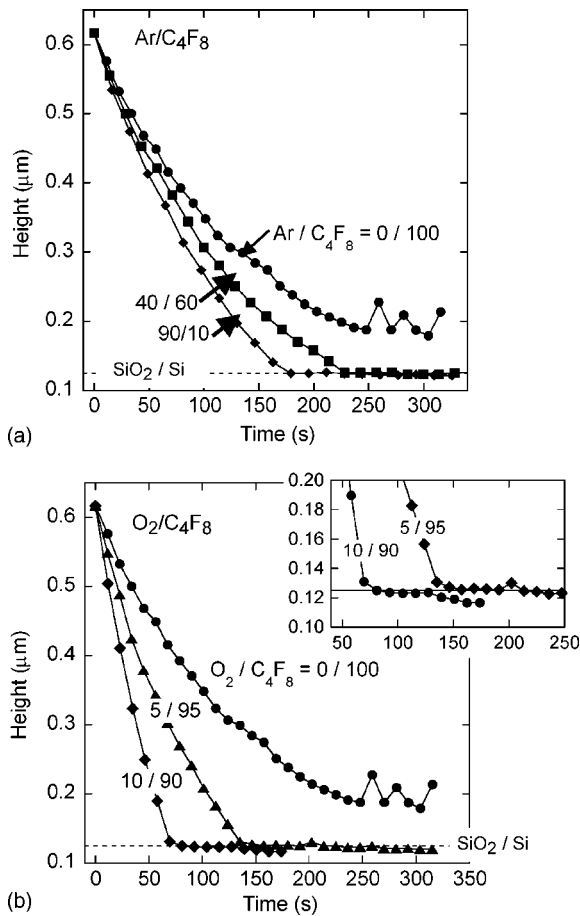 Ar/C4F8
0.6
0.5
0.4
0.3
0.2
0.1
Height (μm)
Ar / C4F8 = 0 / 100
40 / 60
90/10
SiO2 / Si
0 50 100 150 200 250 300
Time (s)
(a)
O2/C4F8
0.6
0.5
0.4
0.3
0.2
0.1
Height (μm)
0.20
0.18
0.16
0.14
0.12
0.10
5 / 95
10 / 90
50 100 150 200 250
O2 / C4F8 = 0 / 100
5 / 95
10 / 90
SiO2 / Si
0 50 100 150 200 250 300 350
Time (s)
(b)